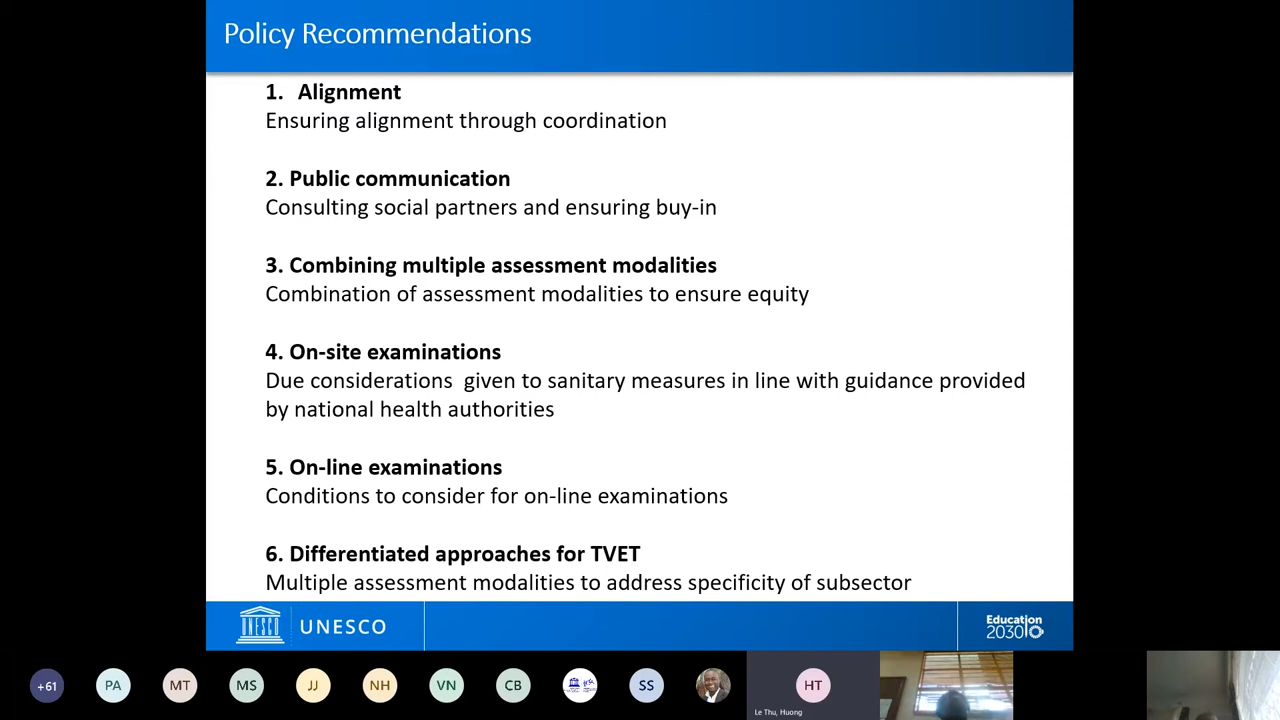 Policy Recommendations
1. Alignment
Ensuring alignment through coordination
2. Public communication
Consulting social partners and ensuring buy-in
3. Combining multiple assessment modalities
Combination of assessment modalities to ensure equity
4. On-site examinations
Due considerations  given to sanitary measures in line with guidance provided
by national health authorities
5. On-line examinations
Conditions to consider for on-line examinations
6. Differentiated approaches for TVET
Multiple assessment modalities to address specificity of subsector
UNESCO UNESCO
Education
2030
+61 PA MT MS JJ NH VN CB SS HT
Le Thu, Huong